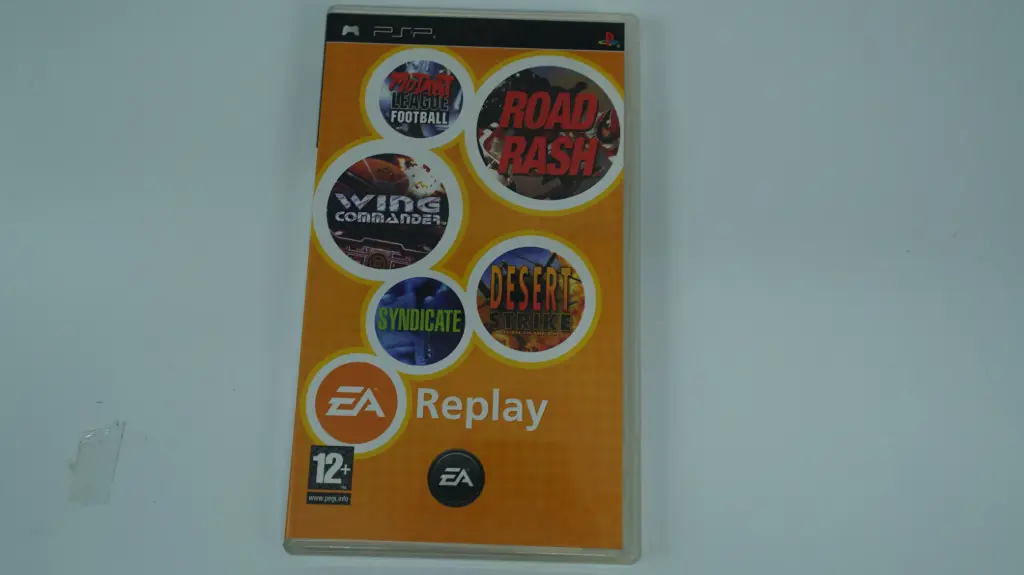 PSP
MUTANT
LEAGUE
FOOTBALL
ROAD
RASH
WING
COMMANDER
DESERT
STRIKE
SYNDICATE
EA
Replay
12+
www.pegi.info
EA